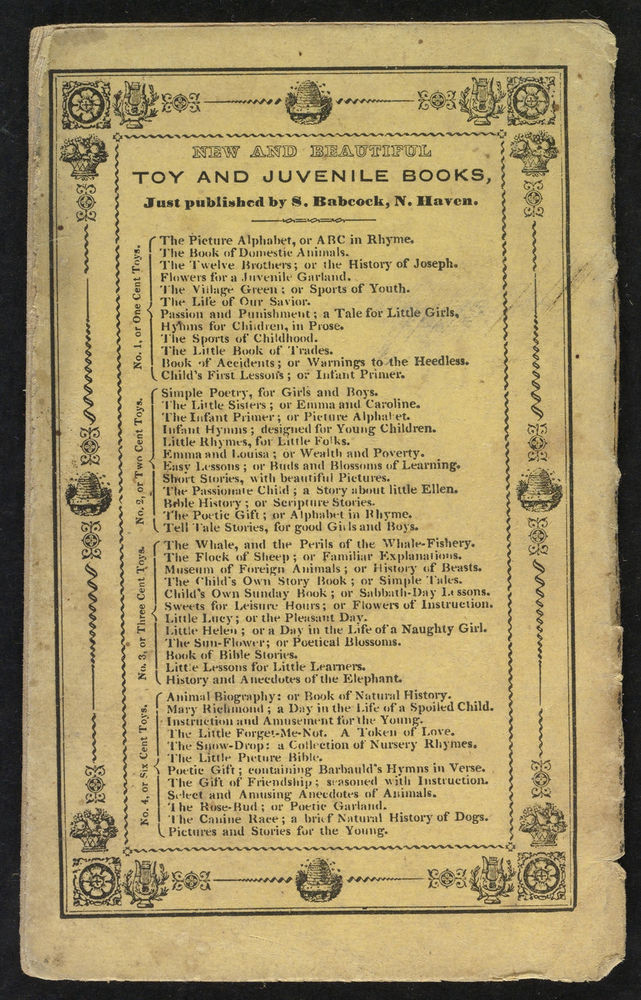 NEW AND BEAUTIFUL
TOY AND JUVENILE BOOKS,
Just published by S. Babcock, N. Haven.
No. 1, or One Cent Toys.
The Picture Alphabet, or ABC in Rhyme.
The Book of Domestic Animals.
The Twelve Brothers; or the History of Joseph.
Flowers for a Juvenile Garland.
The Village Green; or Sports of Youth.
The Life of Our Savior.
Passion and Punishment; a Tale for Little Girls,
Hymns for Children, in Prose.
The Sports of Childhood.
The Little Book of Trades.
Book of Accidents; or Warnings to the Heedless.
Child's First Lessons; or Infant Primer.
No. 2, or Two Cent Toys.
Simple Poetry, for Girls and Boys.
The Little Sisters; or Emma and Caroline.
The Infant Primer; or Picture Alphabet.
Infant Hymns; designed for Young Children.
Little Rhymes, for Little Folks.
Emma and Louisa; or Wealth and Poverty.
Easy Lessons; or Buds and Blossoms of Learning.
Short Stories, with beautiful Pictures.
The Passionate Child; a Story about little Ellen.
Bible History; or Scripture Stories.
The Poetic Gift; or Alphabet in Rhyme.
Tell Tale Stories, for good Girls and Boys.
No. 3, or Three Cent Toys.
The Whale, and the Perils of the Whale-Fishery.
The Flock of Sheep; or Familiar Explanations.
Museum of Foreign Animals; or History of Beasts.
The Child's Own Story Book; or Simple Tales.
Child's Own Sunday Book; or Sabbath-Day Lessons.
Sweets for Leisure Hours; or Flowers of Instruction.
Little Lucy; or the Pleasant Day.
Little Helen; or a Day in the Life of a Naughty Girl.
The Sun-Flower; or Poetical Blossoms.
Book of Bible Stories.
Little Lessons for Little Learners.
History and Anecdotes of the Elephant.
No. 4, or Six Cent Toys.
Animal Biography: or Book of Natural History.
Mary Richmond; a Day in the Life of a Spoiled Child.
Instruction and Amusement for the Young.
The Little Forget-Me-Not. A Token of Love.
The Snow-Drop: a Collection of Nursery Rhymes.
The Little Picture Bible.
Poetic Gift; containing Barbauld's Hymns in Verse.
The Gift of Friendship; seasoned with Instruction.
Select and Amusing Anecdotes of Animals.
The Rose-Bud; or Poetic Garland.
The Canine Race; a brief Natural History of Dogs.
Pictures and Stories for the Young.